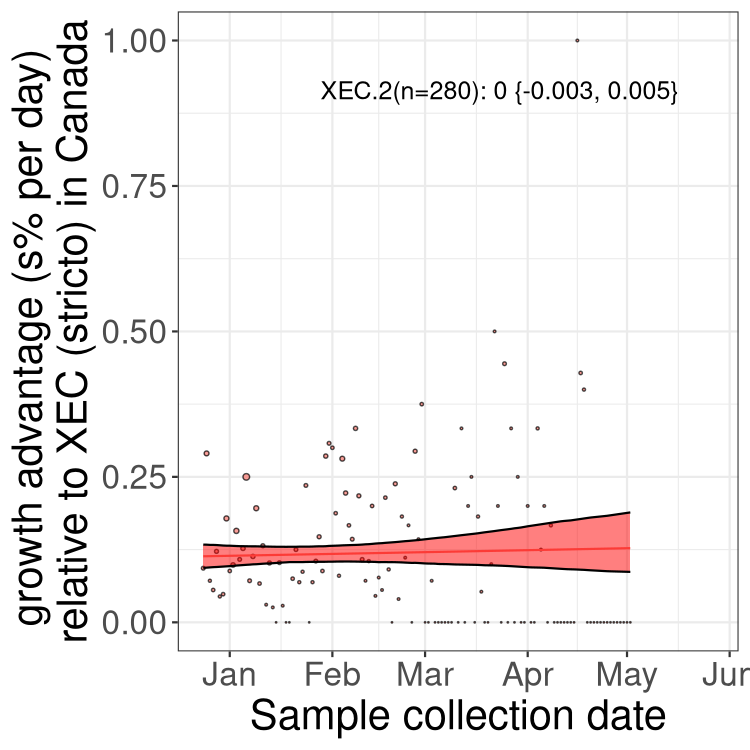 growth advantage (s% per day)
relative to XEC (stricto) in Canada
1.00
0.75
0.50
0.25
0.00
XEC.2(n=280): 0 {-0.003, 0.005}
Jan Feb Mar Apr May Jun
Sample collection date